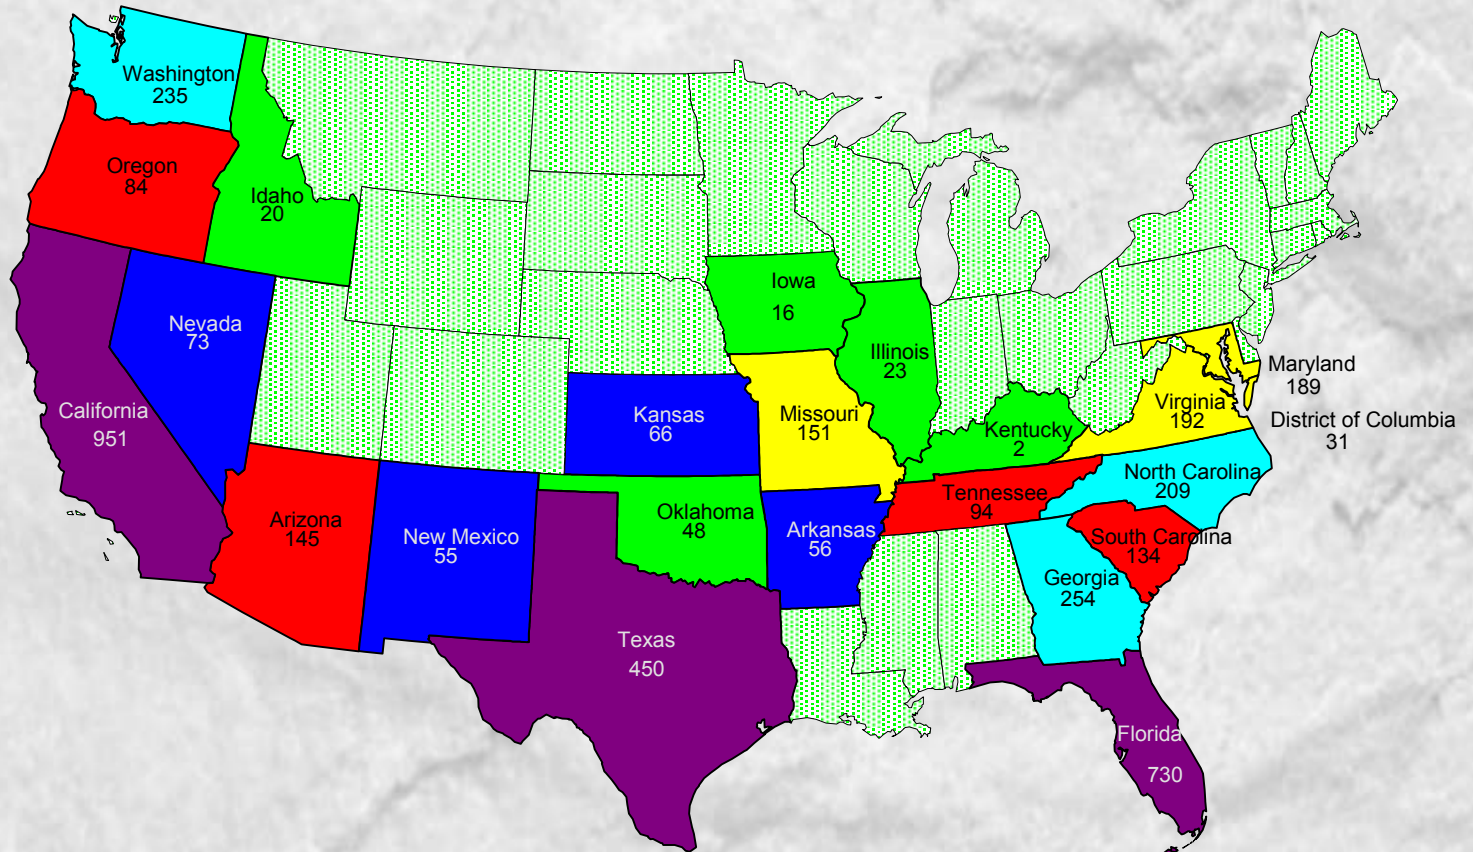 Washington
235
Oregon
84
Idaho
20
Nevada
73
California
951
Arizona
145
New Mexico
55
Texas
450
Kansas
66
Oklahoma
48
Iowa
16
Missouri
151
Arkansas
56
Illinois
23
Kentucky
2
Tennessee
94
Maryland
189
District of Columbia
31
Virginia
192
North Carolina
209
South Carolina
134
Georgia
254
Florida
730